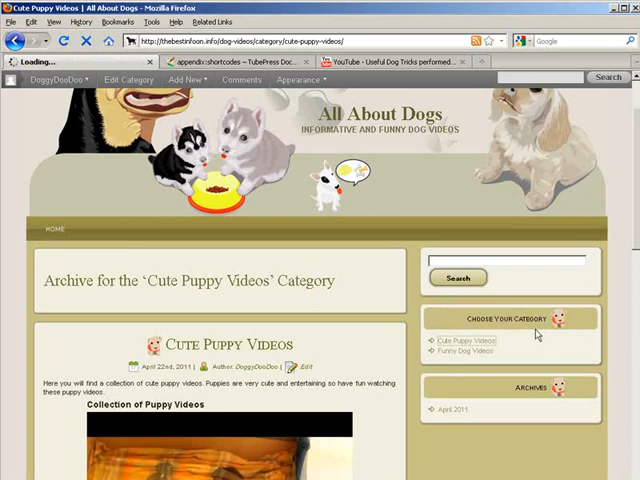 Cute Puppy Videos | All About Dogs - Mozilla Firefox
File Edit View History Bookmarks Tools Help Related Links
http://thebestinfoon.info/dog-videos/category/cute-puppy-videos/
Google
Loading...
appendix:shortcodes – TubePress Doc...
YouTube - Useful Dog Tricks performed...
DoggyDooDoo Edit Category Add New Comments Appearance Search
All About Dogs
INFORMATIVE AND FUNNY DOG VIDEOS
HOME
Archive for the ‘Cute Puppy Videos’ Category
Search
CHOOSE YOUR CATEGORY
Cute Puppy Videos
Funny Dog Videos
ARCHIVES
April 2011
CUTE PUPPY VIDEOS
April 22nd, 2011 | Author: DoggyDooDoo | Edit
Here you will find a collection of cute puppy videos. Puppies are very cute and entertaining so have fun watching
these puppy videos.
Collection of Puppy Videos